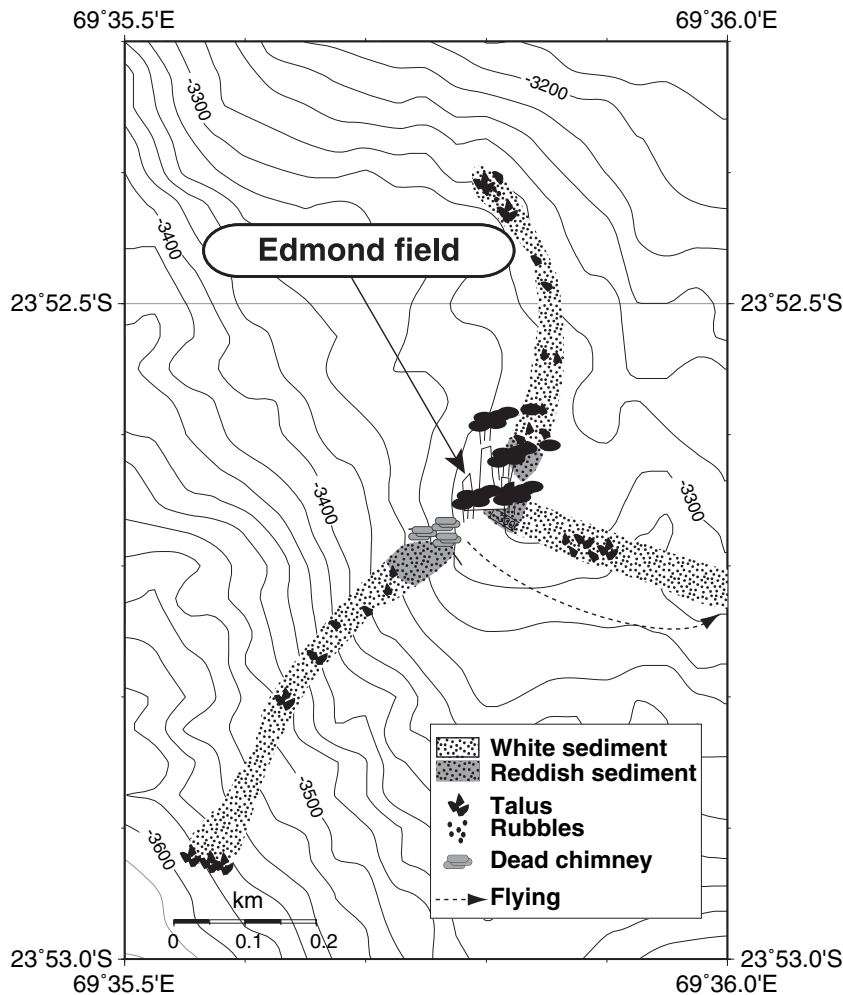 69˚35.5'E
69˚36.0'E
-3200
-3300
-3400
Edmond field
23˚52.5'S
23˚52.5'S
-3400
-3300
White sediment
Reddish sediment
Talus
Rubbles
Dead chimney
Flying
-3500
-3600
km
0
0.1
0.2
23˚53.0'S
23˚53.0'S
69˚35.5'E
69˚36.0'E